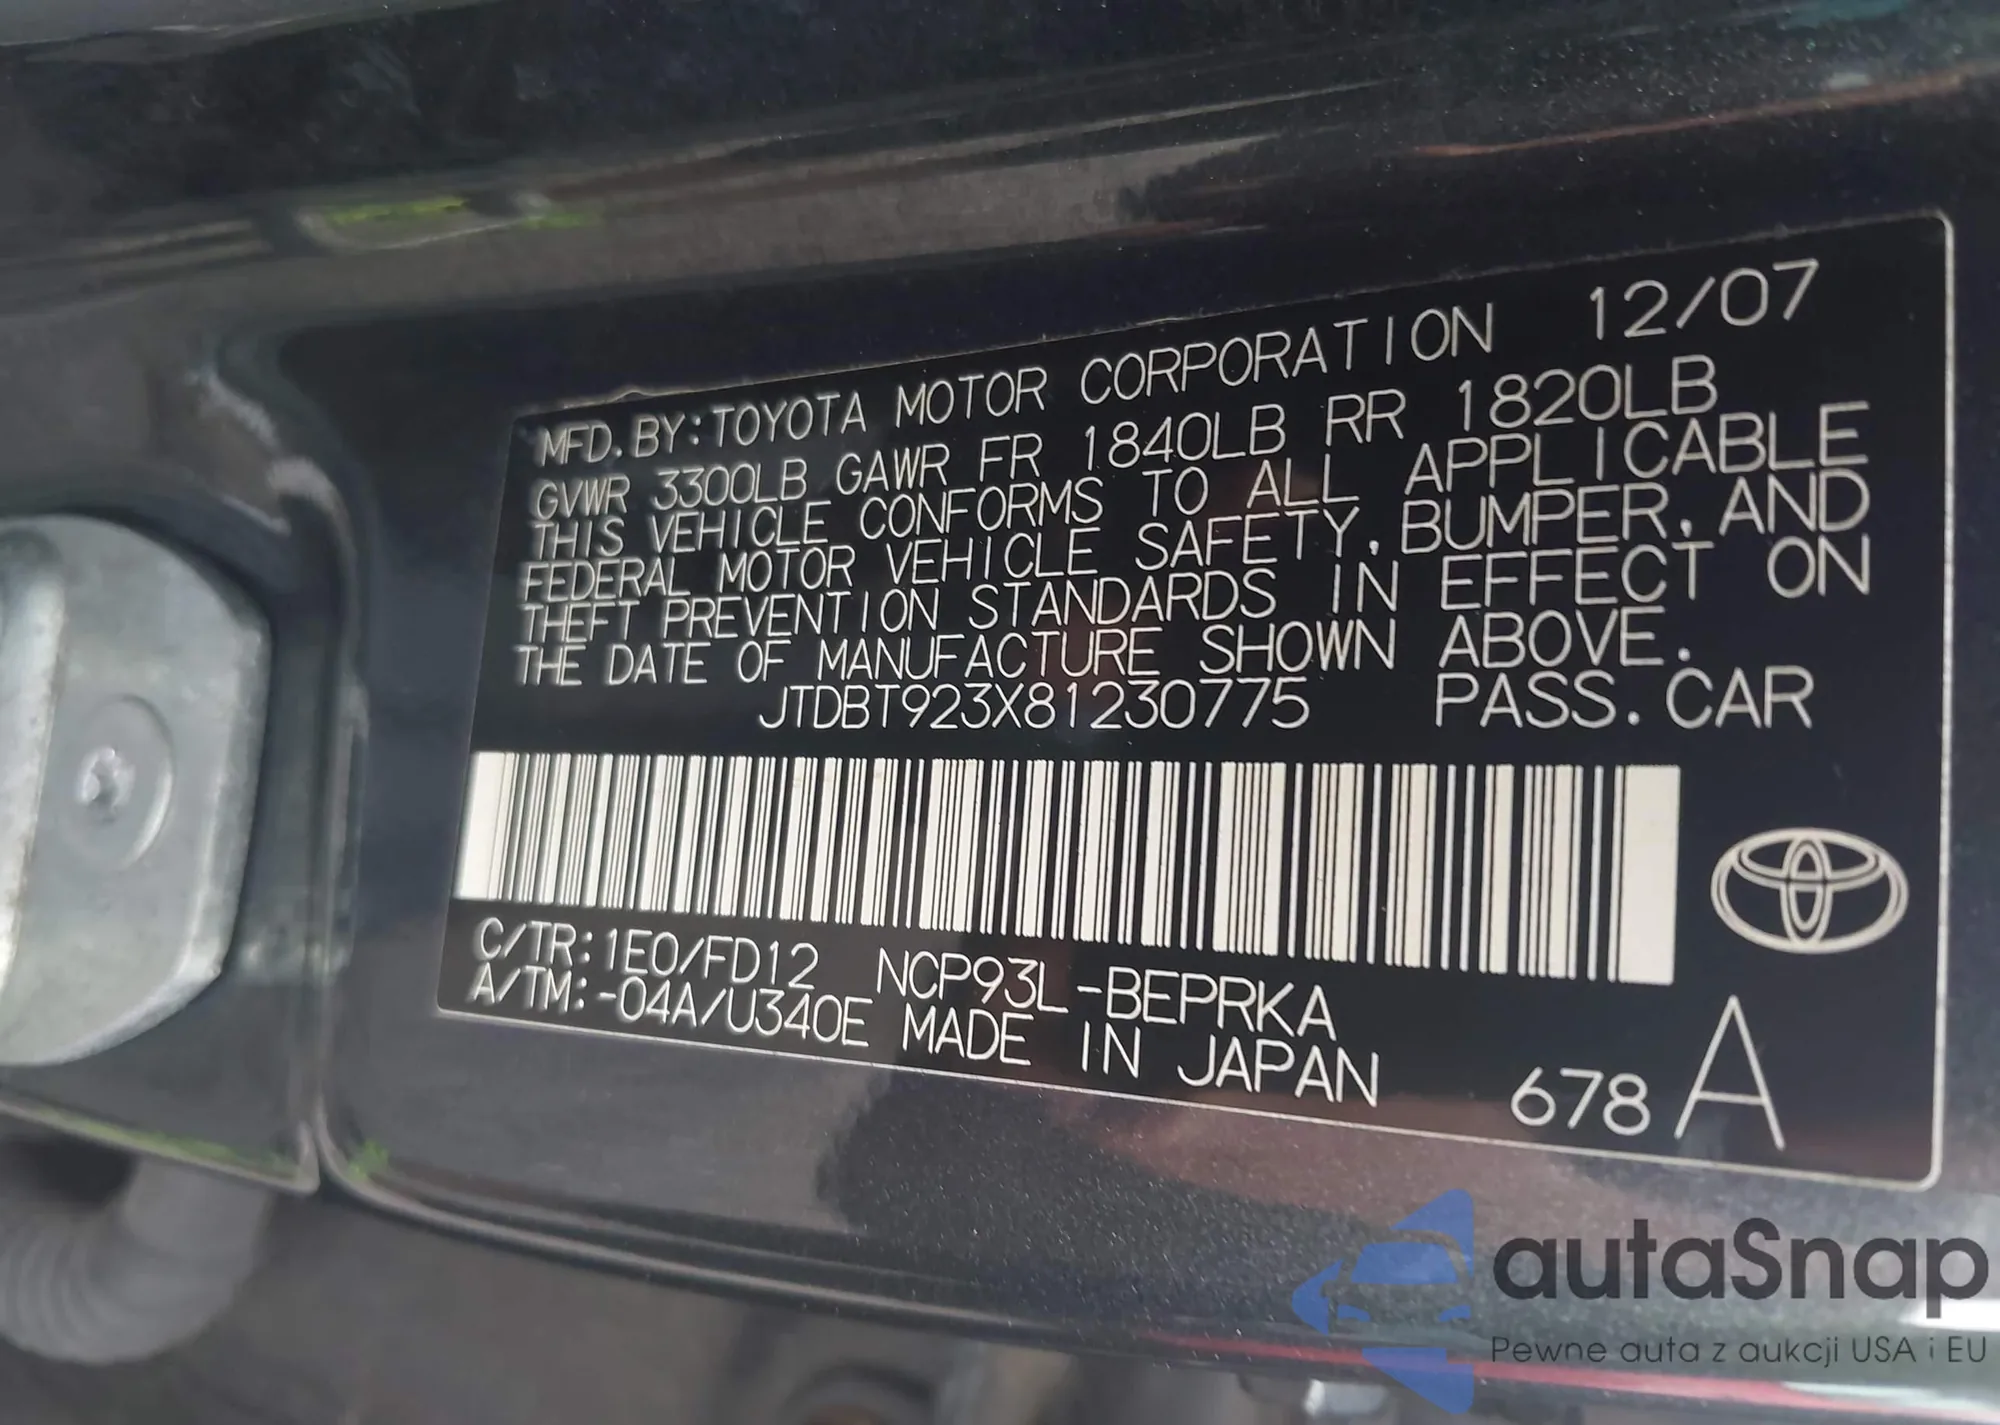 MFD. BY: TOYOTA MOTOR CORPORATION 12/07
GVWR 3300LB GAWR FR 1840LB RR 1820LB
THIS VEHICLE CONFORMS TO ALL APPLICABLE
FEDERAL MOTOR VEHICLE SAFETY, BUMPER, AND
THEFT PREVENTION STANDARDS IN EFFECT ON
THE DATE OF MANUFACTURE SHOWN ABOVE.
JTDBT923X81230775 PASS. CAR
C/TR: 1E0/FD12 NCP93L-BEPRKA
A/TM: -04A/U340E MADE IN JAPAN 678 A
autaSnap
Pewne auta z aukcji USA i EU